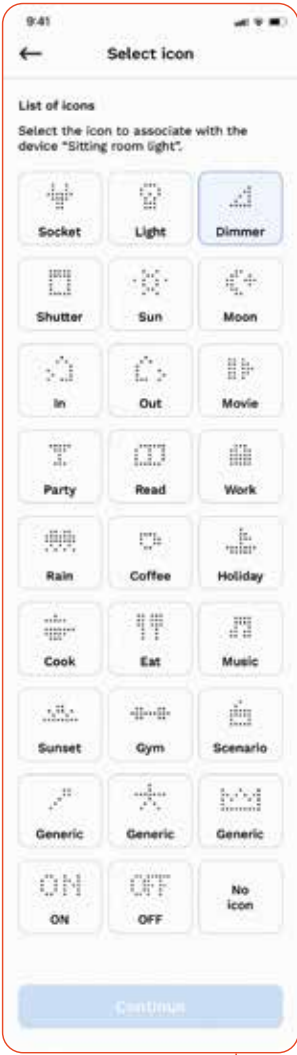 9:41
Select icon
List of icons
Select the icon to associate with the
device "Sitting room light".
Socket Light Dimmer
Shutter Sun Moon
In Out Movie
Party Read Work
Rain Coffee Holiday
Cook Eat Music
Sunset Gym Scenario
Generic Generic Generic
ON OFF
ON OFF No
icon
Continue